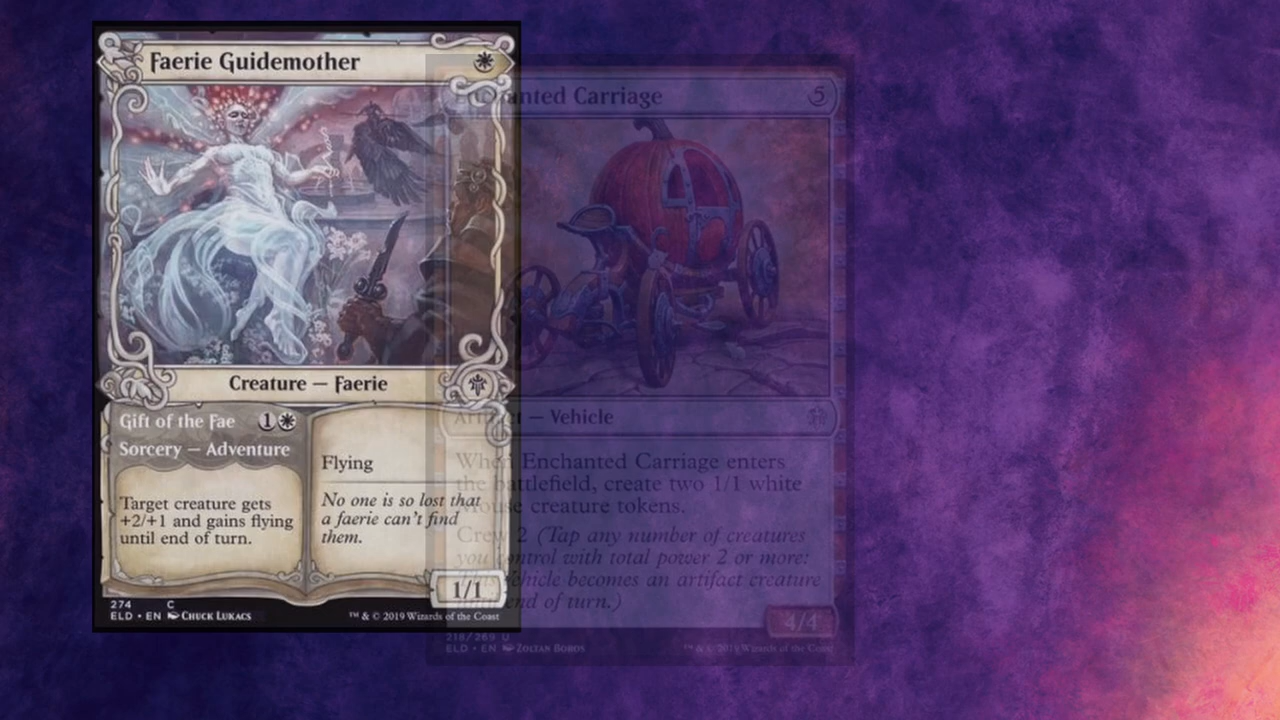 Faerie Guidemother
Creature — Faerie
Gift of the Fae 1
Sorcery — Adventure
Target creature gets
+2/+1 and gains flying
until end of turn.
Flying
No one is so lost that
a faerie can't find
them.
1/1
274 C
ELD • EN Chuck Lukacs
™ & © 2019 Wizards of the Coast
Enchanted Carriage 5
Artifact — Vehicle
When Enchanted Carriage enters
the battlefield, create two 1/1 white
Mouse creature tokens.
Crew 2 (Tap any number of creatures
you control with total power 2 or more:
This Vehicle becomes an artifact creature
until end of turn.)
4/4
218/269 U
ELD • EN Zoltan Boros
™ & © 2019 Wizards of the Coast